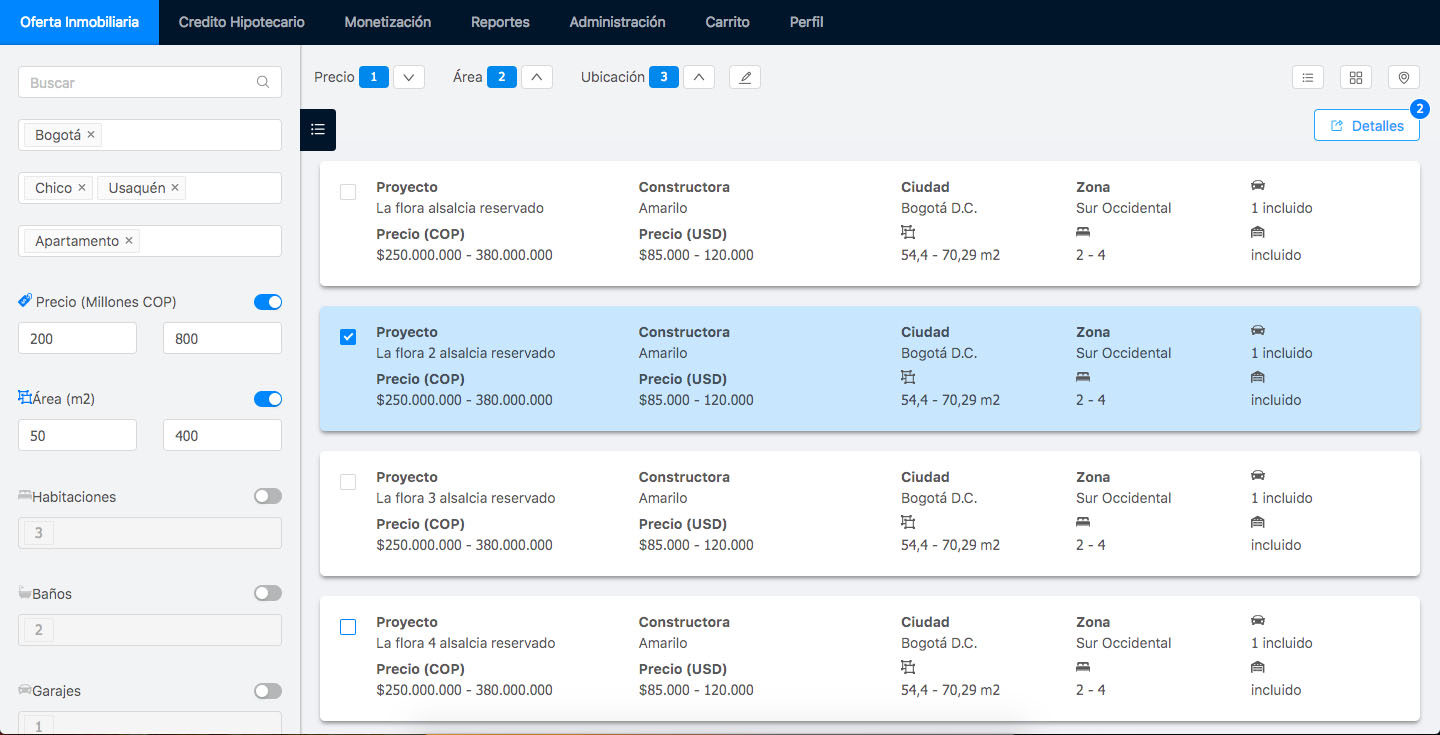 Oferta Inmobiliaria Credito Hipotecario Monetización Reportes Administración Carrito Perfil
Buscar
Bogotá ×
Chico × Usaquén ×
Apartamento ×
Precio (Millones COP)
200 800
Área (m2)
50 400
Habitaciones
3
Baños
2
Garajes
1
Precio 1 Área 2 Ubicación 3
2
Detalles
Proyecto Constructora Ciudad Zona
La flora alsalcia reservado Amarilo Bogotá D.C. Sur Occidental 1 incluido
Precio (COP) Precio (USD)
$250.000.000 - 380.000.000 $85.000 - 120.000 54,4 - 70,29 m2 2 - 4 incluido
Proyecto Constructora Ciudad Zona
La flora 2 alsalcia reservado Amarilo Bogotá D.C. Sur Occidental 1 incluido
Precio (COP) Precio (USD)
$250.000.000 - 380.000.000 $85.000 - 120.000 54,4 - 70,29 m2 2 - 4 incluido
Proyecto Constructora Ciudad Zona
La flora 3 alsalcia reservado Amarilo Bogotá D.C. Sur Occidental 1 incluido
Precio (COP) Precio (USD)
$250.000.000 - 380.000.000 $85.000 - 120.000 54,4 - 70,29 m2 2 - 4 incluido
Proyecto Constructora Ciudad Zona
La flora 4 alsalcia reservado Amarilo Bogotá D.C. Sur Occidental 1 incluido
Precio (COP) Precio (USD)
$250.000.000 - 380.000.000 $85.000 - 120.000 54,4 - 70,29 m2 2 - 4 incluido